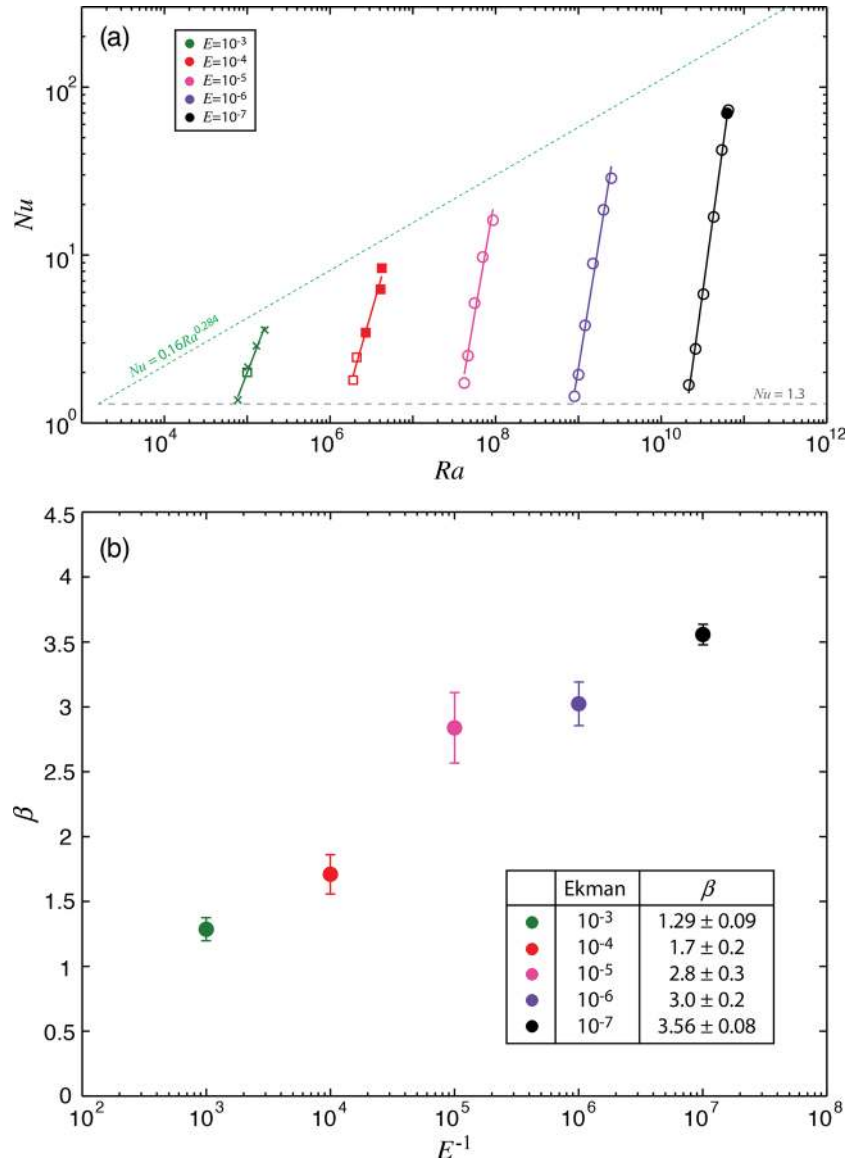 (a)
E=10⁻³
E=10⁻⁴
E=10⁻⁵
E=10⁻⁶
E=10⁻⁷
10²
10¹
10⁰
Nu
Nu = 0.16Ra^0.284
Nu = 1.3
10⁴ 10⁶ 10⁸ 10¹⁰ 10¹²
Ra
(b)
4.5
4
3.5
3
2.5
2
1.5
1
0.5
0
β
Ekman β
10⁻³ 1.29 ± 0.09
10⁻⁴ 1.7 ± 0.2
10⁻⁵ 2.8 ± 0.3
10⁻⁶ 3.0 ± 0.2
10⁻⁷ 3.56 ± 0.08
10² 10³ 10⁴ 10⁵ 10⁶ 10⁷ 10⁸
E⁻¹